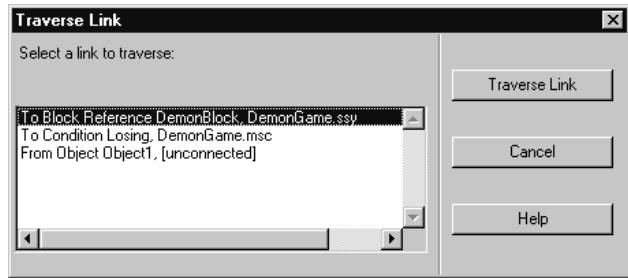 Traverse Link
Select a link to traverse:
To Block Reference DemonBlock, DemonGame.ssy
To Condition Losing, DemonGame.msc
From Object Object1, [unconnected]
Traverse Link
Cancel
Help